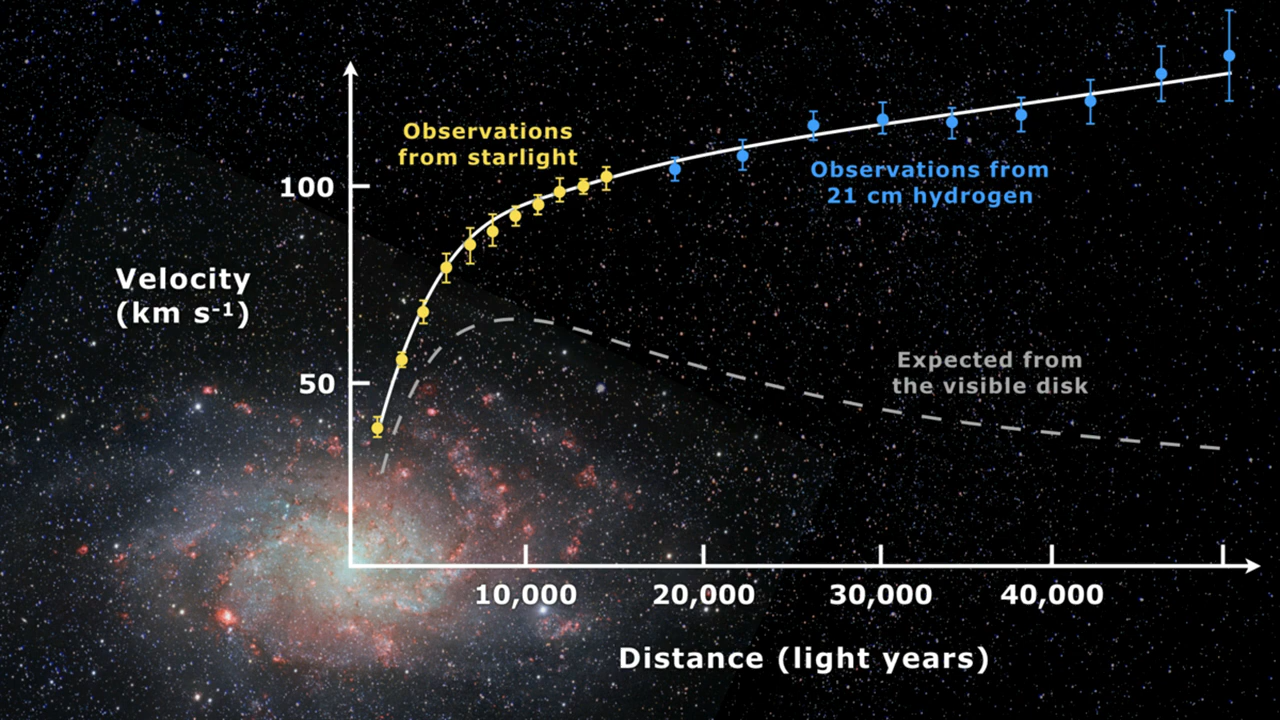 Observations
from starlight
100
Observations from
21 cm hydrogen
Velocity
(km s-1)
Expected from
the visible disk
50
10,000
20,000
30,000
40,000
Distance (light years)